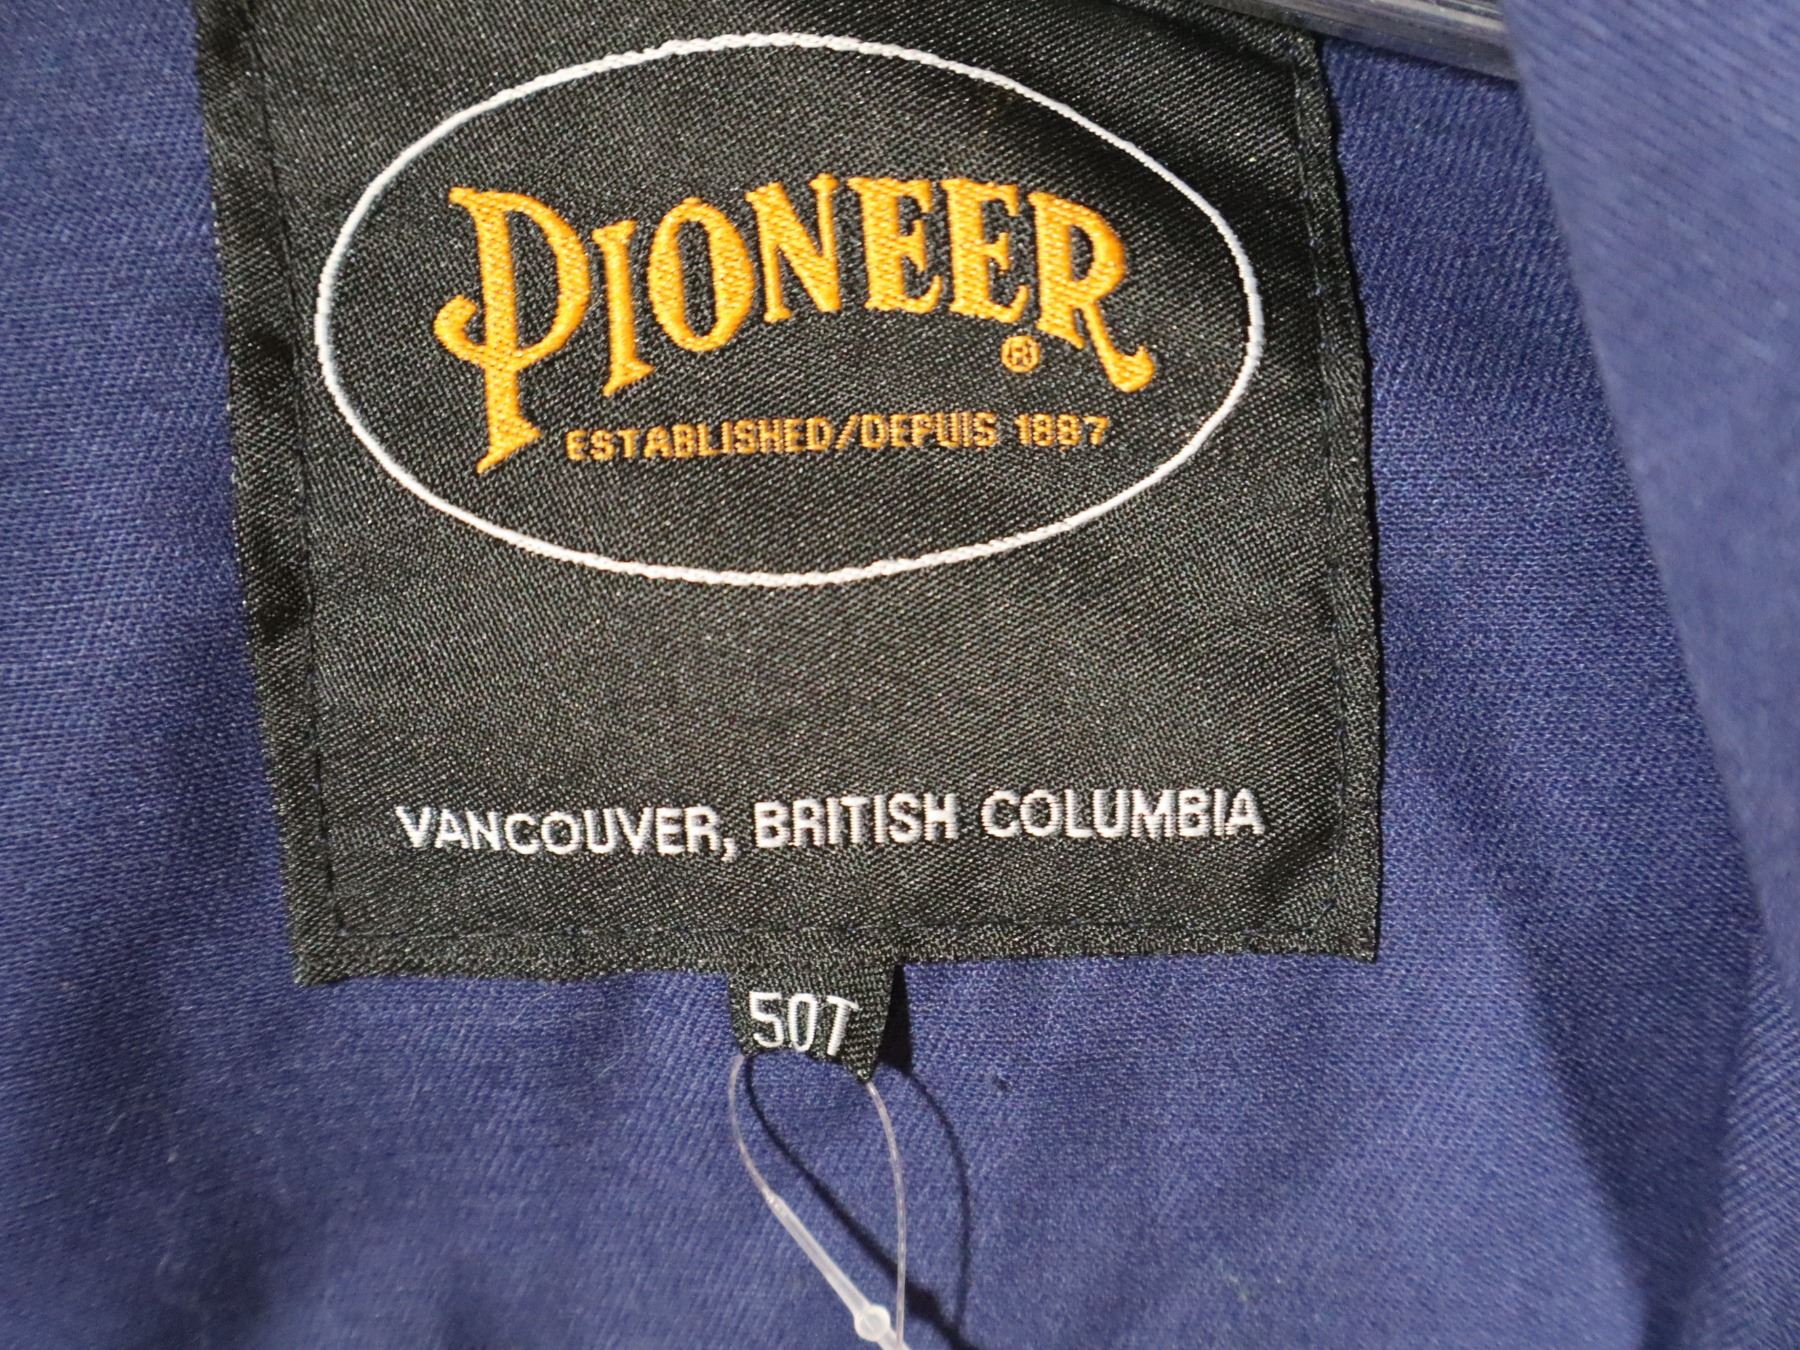 PIONEER
®
ESTABLISHED/DEPUIS 1887
VANCOUVER, BRITISH COLUMBIA
50T